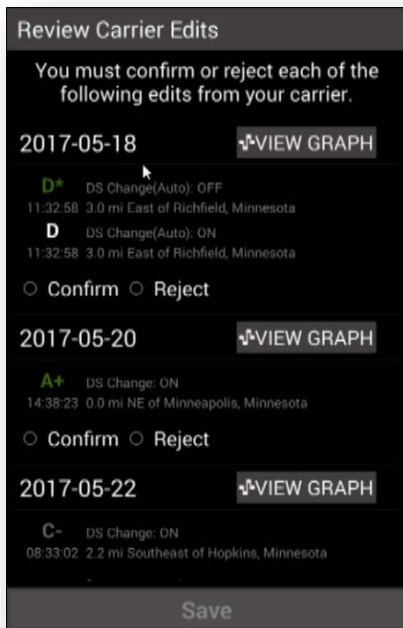 Review Carrier Edits
You must confirm or reject each of the
following edits from your carrier.
2017-05-18 VIEW GRAPH
D* DS Change(Auto): OFF
11:32:58 3.0 mi East of Richfield, Minnesota
D DS Change(Auto): ON
11:32:58 3.0 mi East of Richfield, Minnesota
Confirm Reject
2017-05-20 VIEW GRAPH
A+ DS Change: ON
14:38:23 0.0 mi NE of Minneapolis, Minnesota
Confirm Reject
2017-05-22 VIEW GRAPH
C- DS Change: ON
08:33:02 2.2 mi Southeast of Hopkins, Minnesota
Save